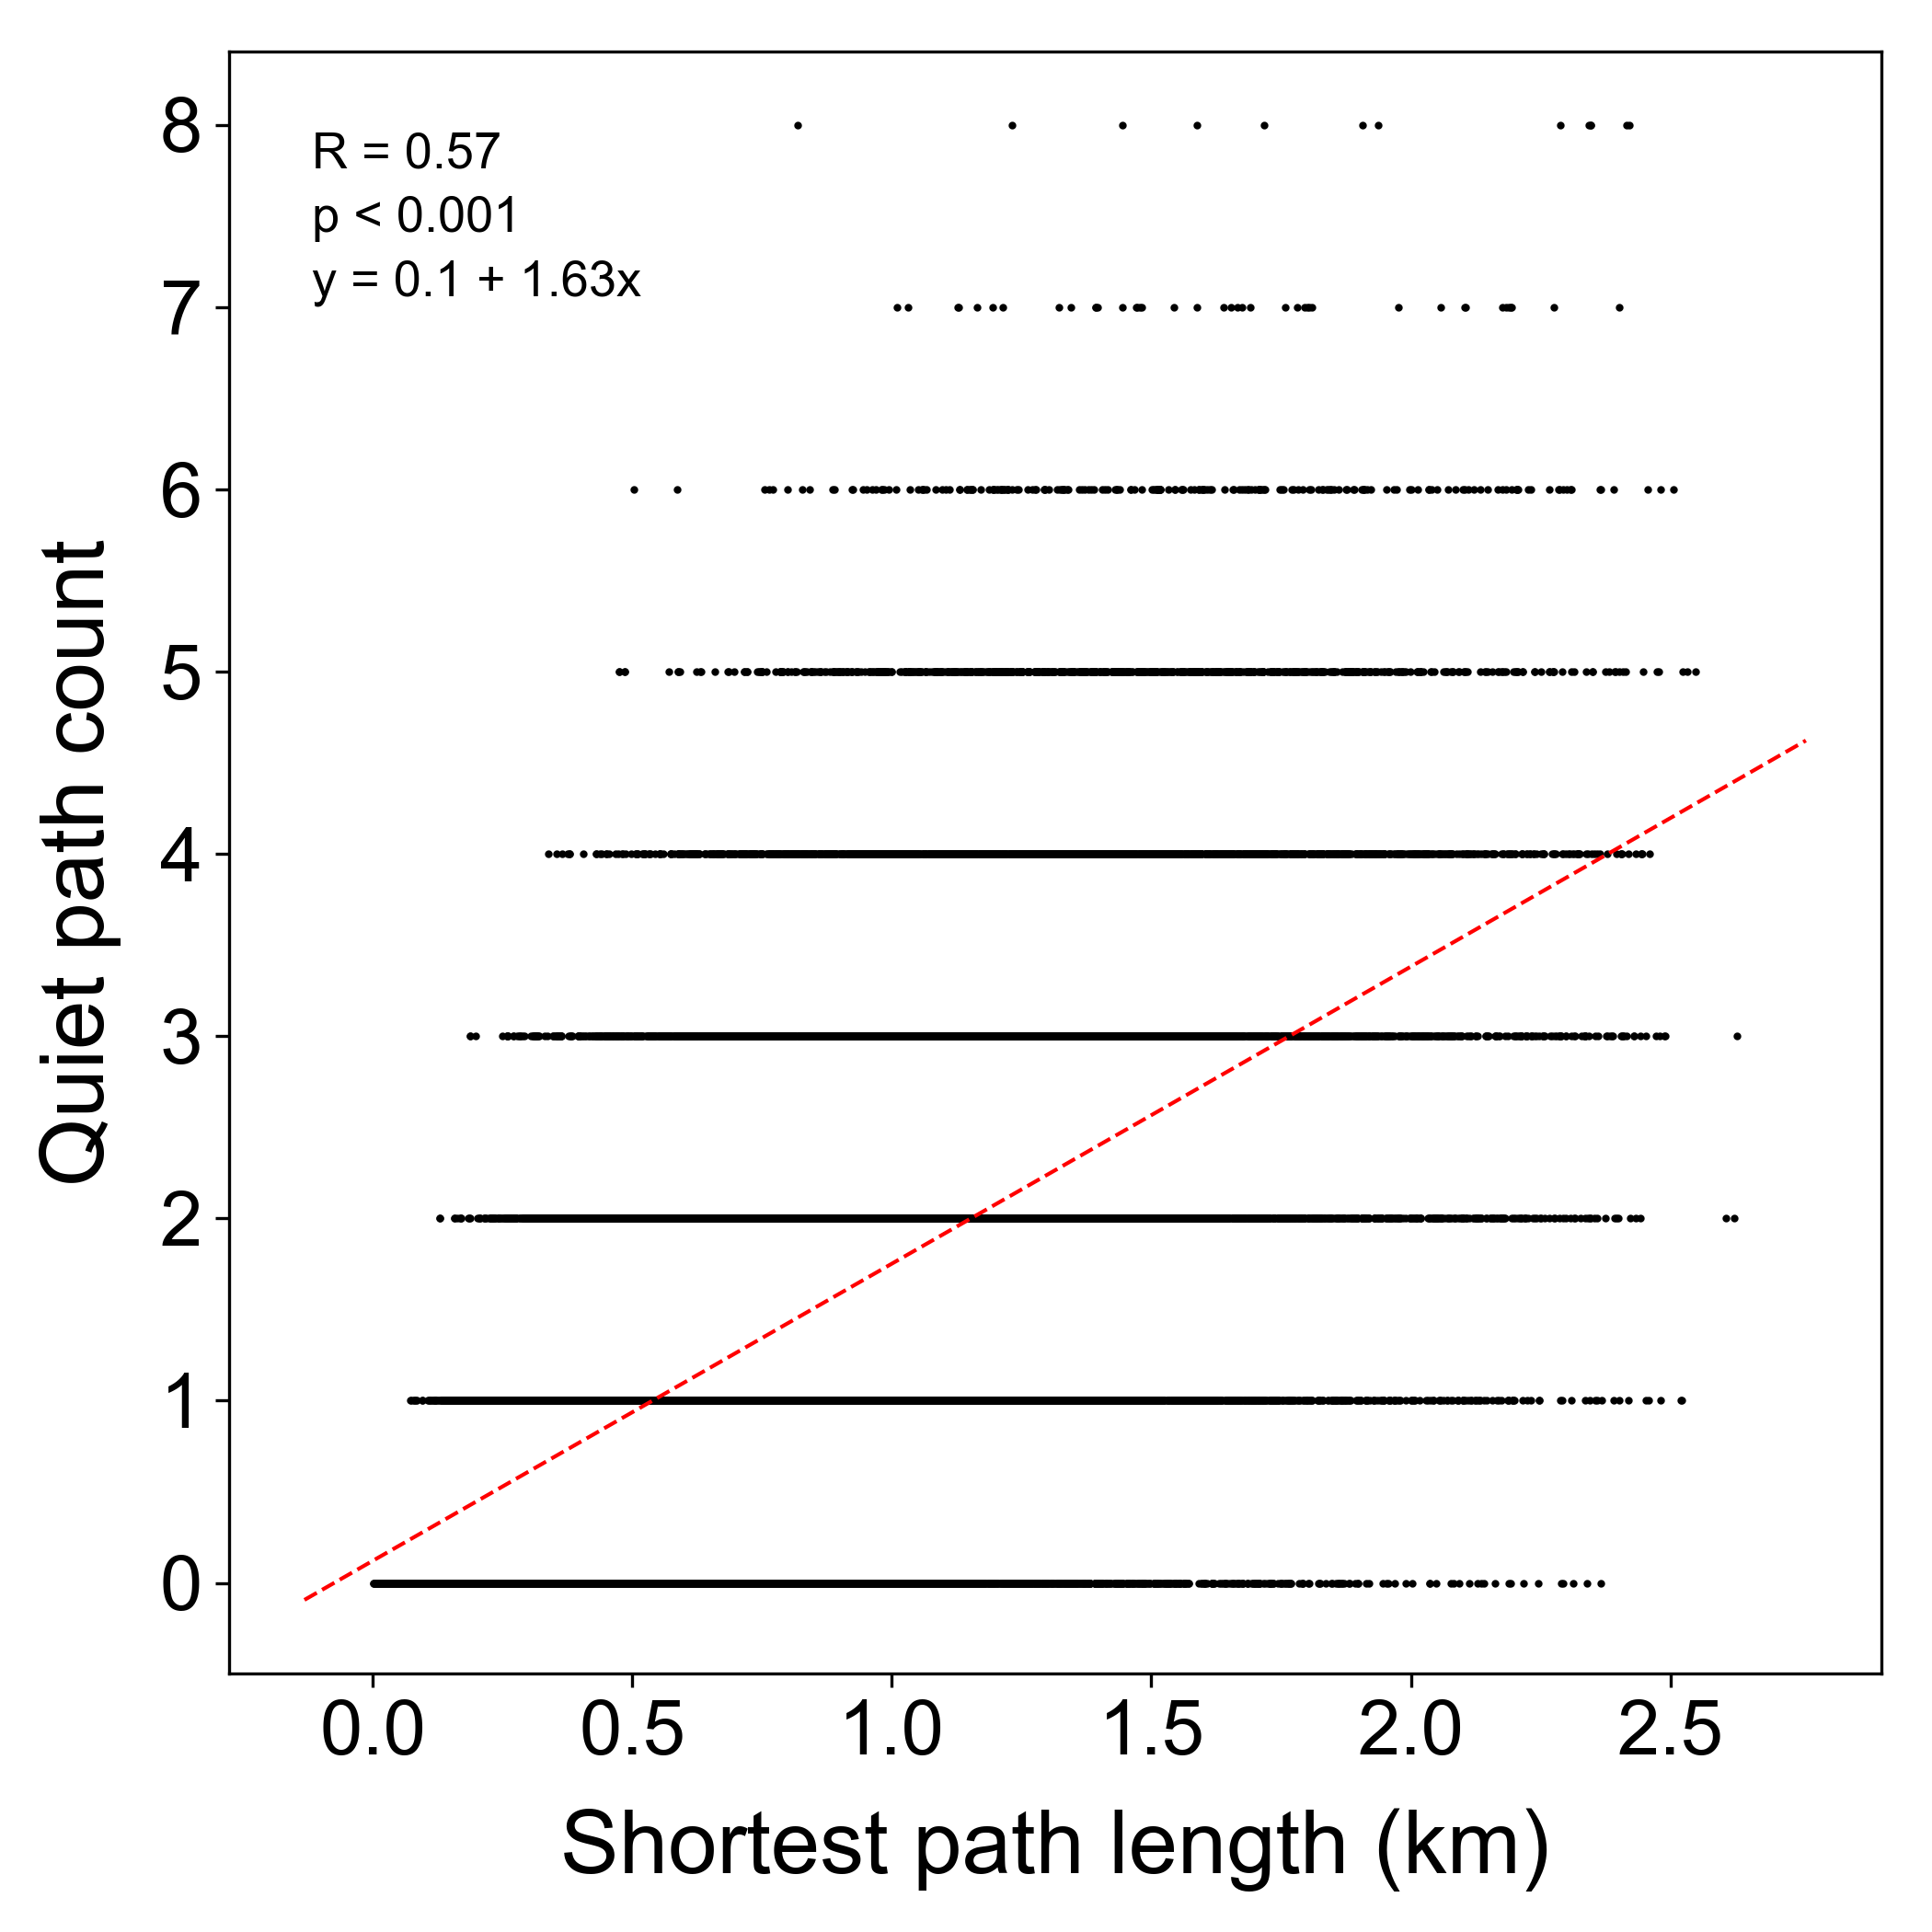 R = 0.57
p < 0.001
y = 0.1 + 1.63x
8
7
6
5
4
3
2
1
0
Quiet path count
0.0 0.5 1.0 1.5 2.0 2.5
Shortest path length (km)